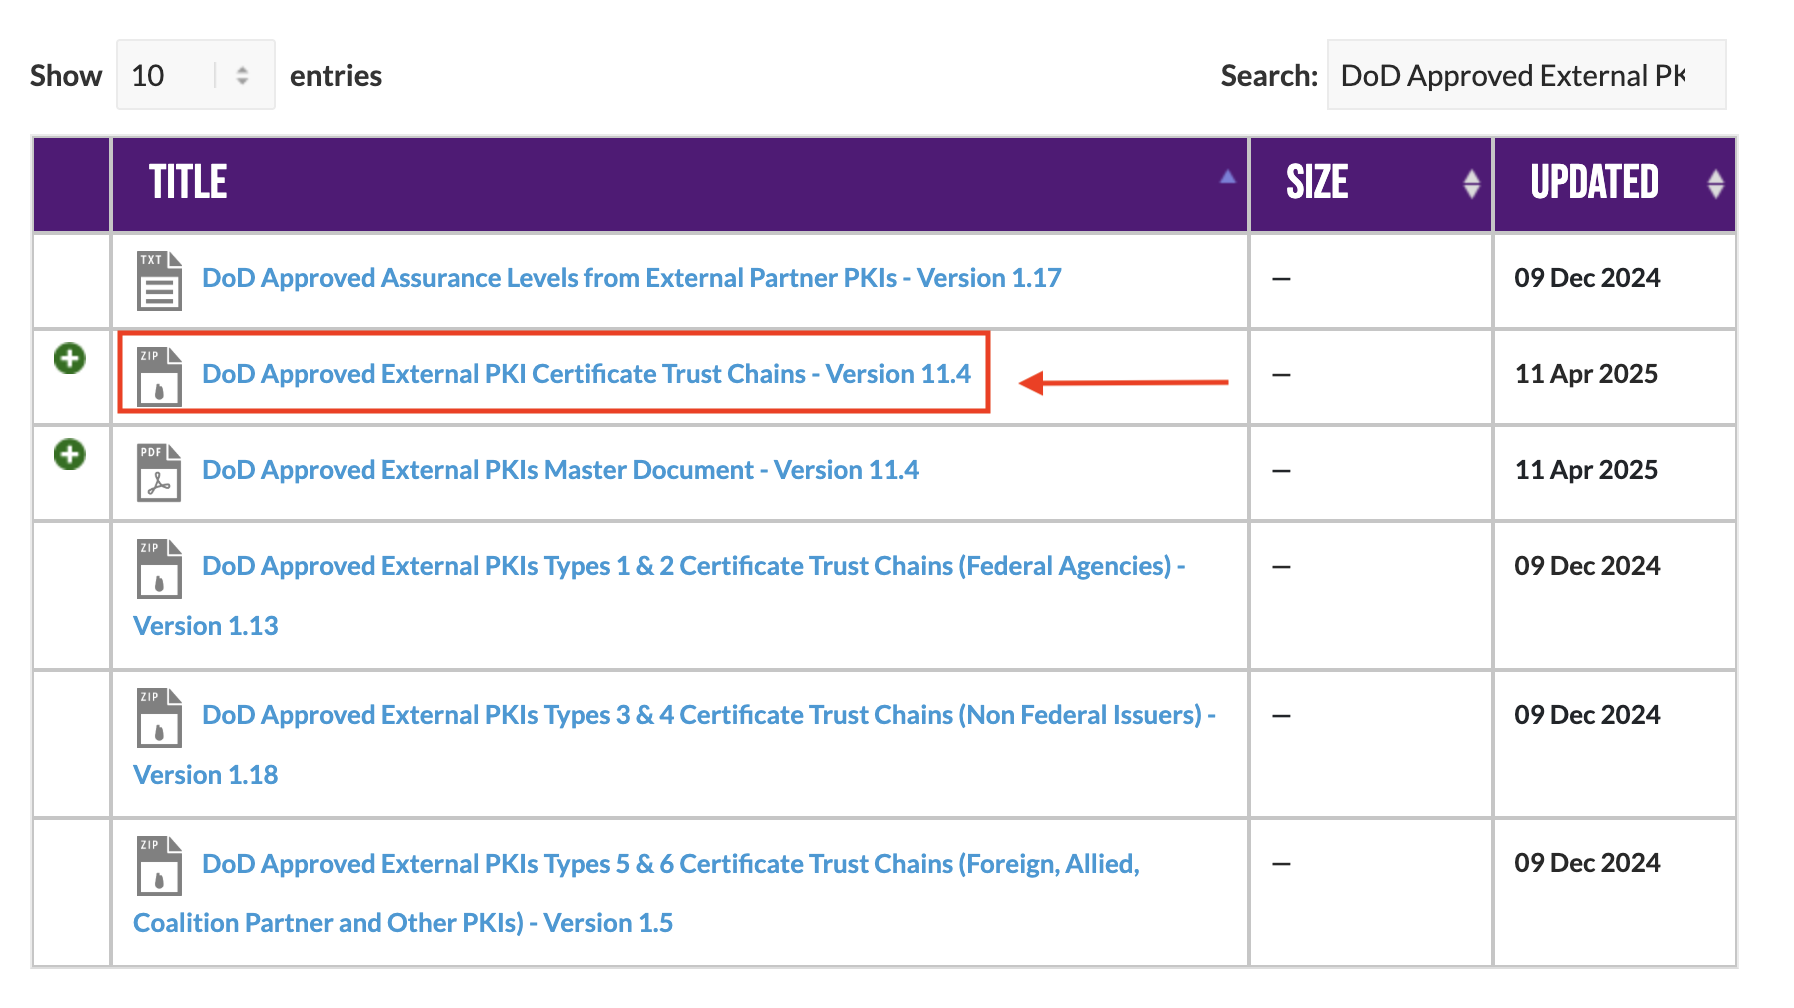 Show 10 entries Search: DoD Approved External PK
TITLE SIZE UPDATED
TXT DoD Approved Assurance Levels from External Partner PKIs - Version 1.17 — 09 Dec 2024
ZIP DoD Approved External PKI Certificate Trust Chains - Version 11.4 — 11 Apr 2025
PDF DoD Approved External PKIs Master Document - Version 11.4 — 11 Apr 2025
ZIP DoD Approved External PKIs Types 1 & 2 Certificate Trust Chains (Federal Agencies) - — 09 Dec 2024
Version 1.13
ZIP DoD Approved External PKIs Types 3 & 4 Certificate Trust Chains (Non Federal Issuers) - — 09 Dec 2024
Version 1.18
ZIP DoD Approved External PKIs Types 5 & 6 Certificate Trust Chains (Foreign, Allied, — 09 Dec 2024
Coalition Partner and Other PKIs) - Version 1.5